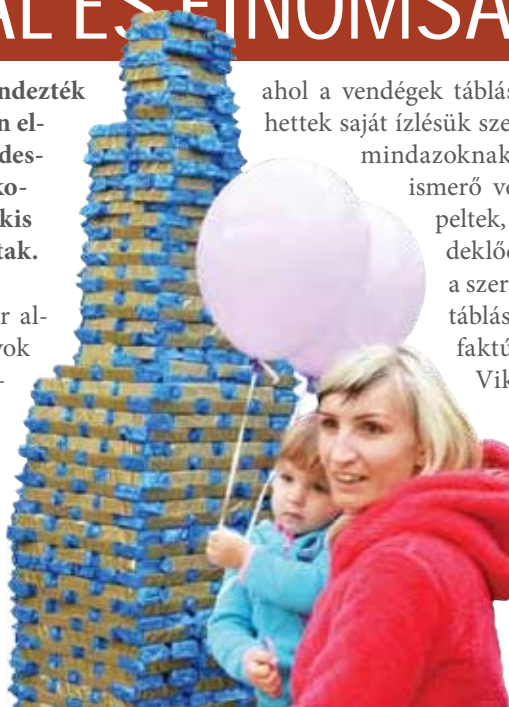 AL ÉS FINOMSÁ
ndezték
n el-
des-
ko-
kis
tak.
r al-
yok
-
ahol a vendégek táblás
hettek saját ízlésük sze
mindazoknak
ismerő ve
peltek,
deklőd
a szer
táblás
faktú
Vik